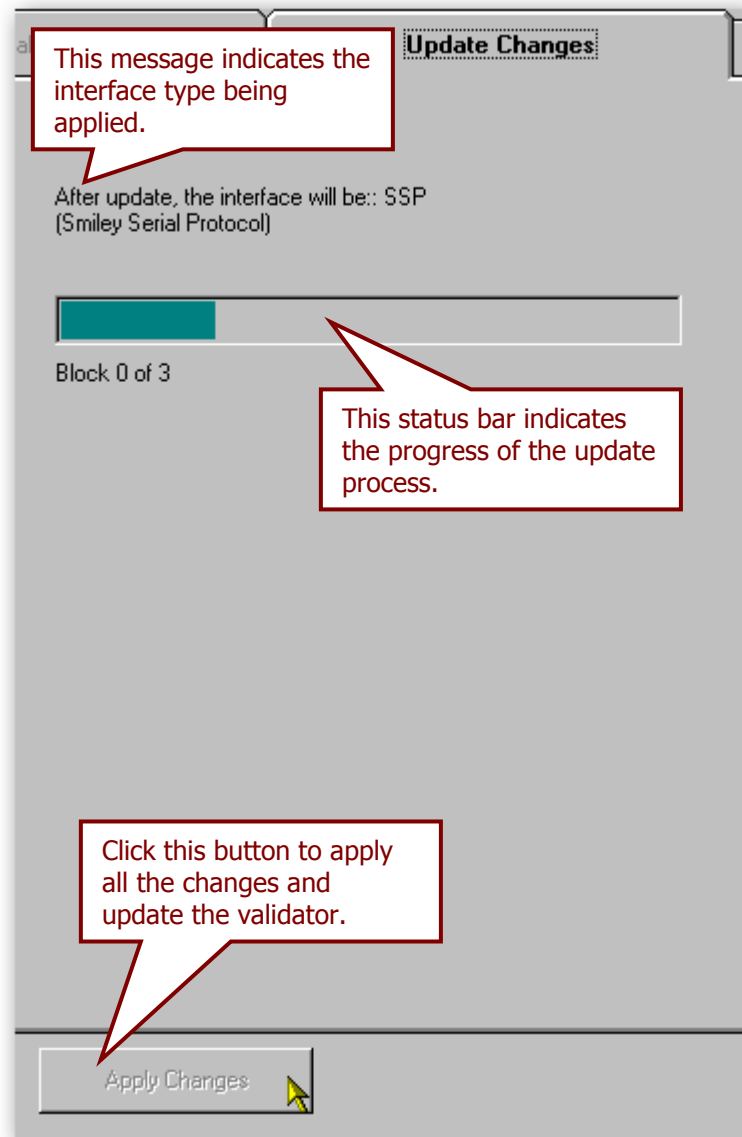 Update Changes
This message indicates the
interface type being
applied.
After update, the interface will be:: SSP
(Smiley Serial Protocol)
Block 0 of 3
This status bar indicates
the progress of the update
process.
Click this button to apply
all the changes and
update the validator.
Apply Changes